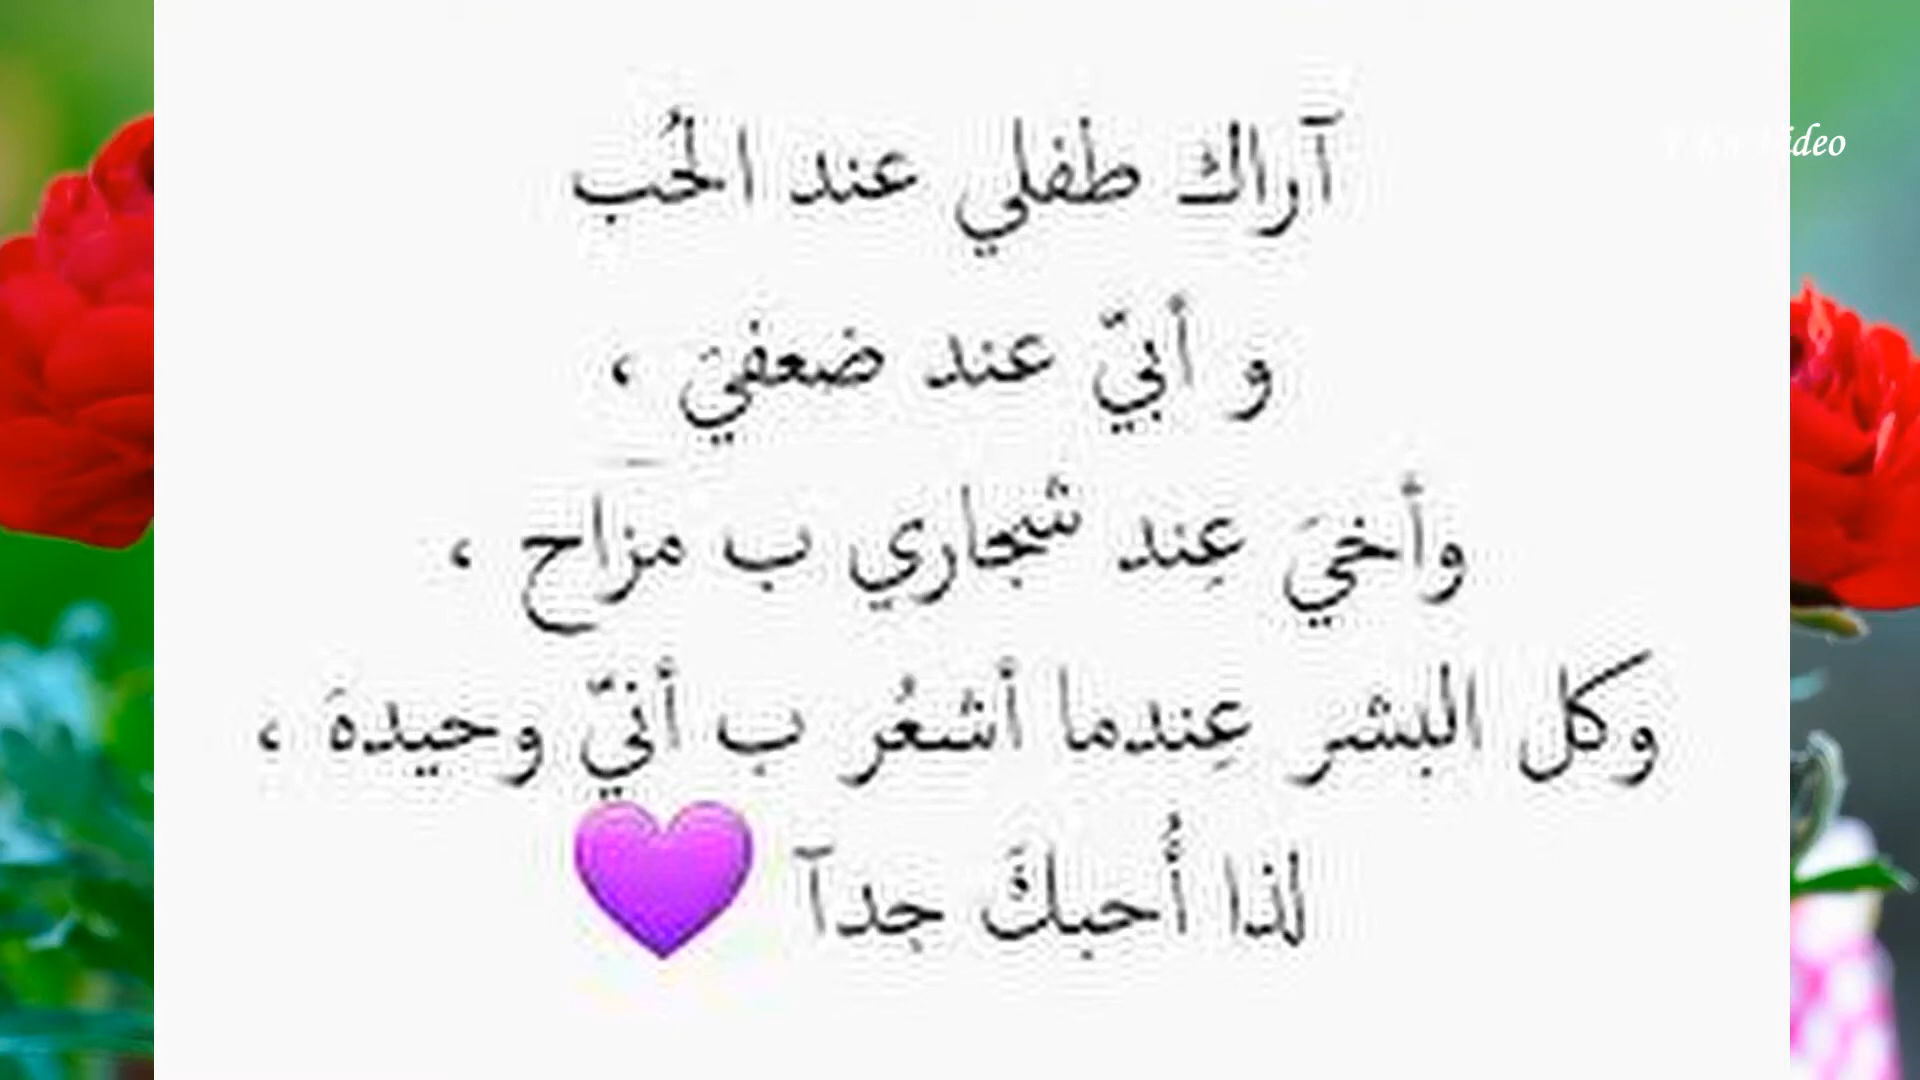 آراك طفلي عند الحُب
و أبيّ عند ضعفيَ ،
وأخيَ عِند شجاري ب مزاح ،
وكل البشر عِندما أشعُر ب أنيّ وحيدهَ ،
لذا أُحبكَ جدآ 💜